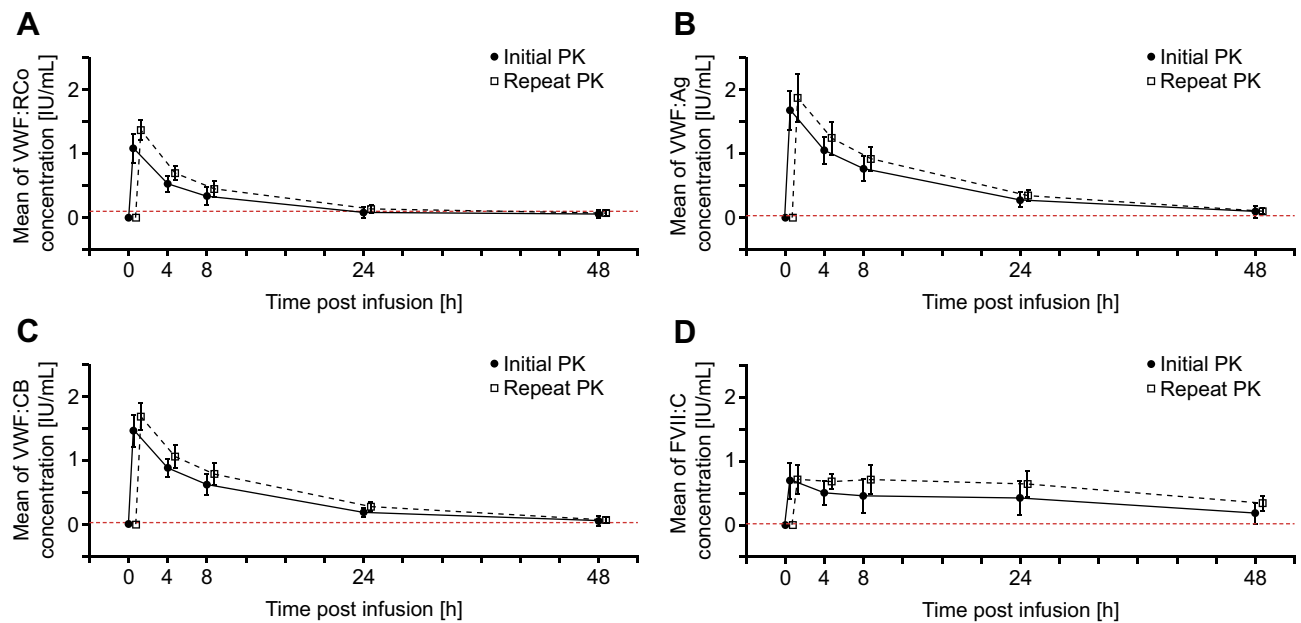 A
Mean of VWF:RCo
concentration [IU/mL]
2
1
0
Initial PK
Repeat PK
0 4 8 24 48
Time post infusion [h]
B
Mean of VWF:Ag
concentration [IU/mL]
2
1
0
Initial PK
Repeat PK
0 4 8 24 48
Time post infusion [h]
C
Mean of VWF:CB
concentration [IU/mL]
2
1
0
Initial PK
Repeat PK
0 4 8 24 48
Time post infusion [h]
D
Mean of FVII:C
concentration [IU/mL]
2
1
0
Initial PK
Repeat PK
0 4 8 24 48
Time post infusion [h]